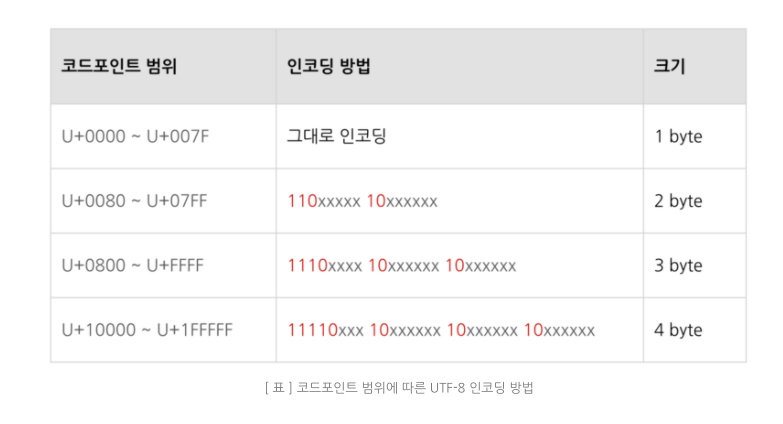 코드포인트 범위 인코딩 방법 크기
U+0000 ~ U+007F 그대로 인코딩 1 byte
U+0080 ~ U+07FF 110xxxxx 10xxxxxx 2 byte
U+0800 ~ U+FFFF 1110xxxx 10xxxxxx 10xxxxxx 3 byte
U+10000 ~ U+1FFFFF 11110xxx 10xxxxxx 10xxxxxx 10xxxxxx 4 byte
[ 표 ] 코드포인트 범위에 따른 UTF-8 인코딩 방법